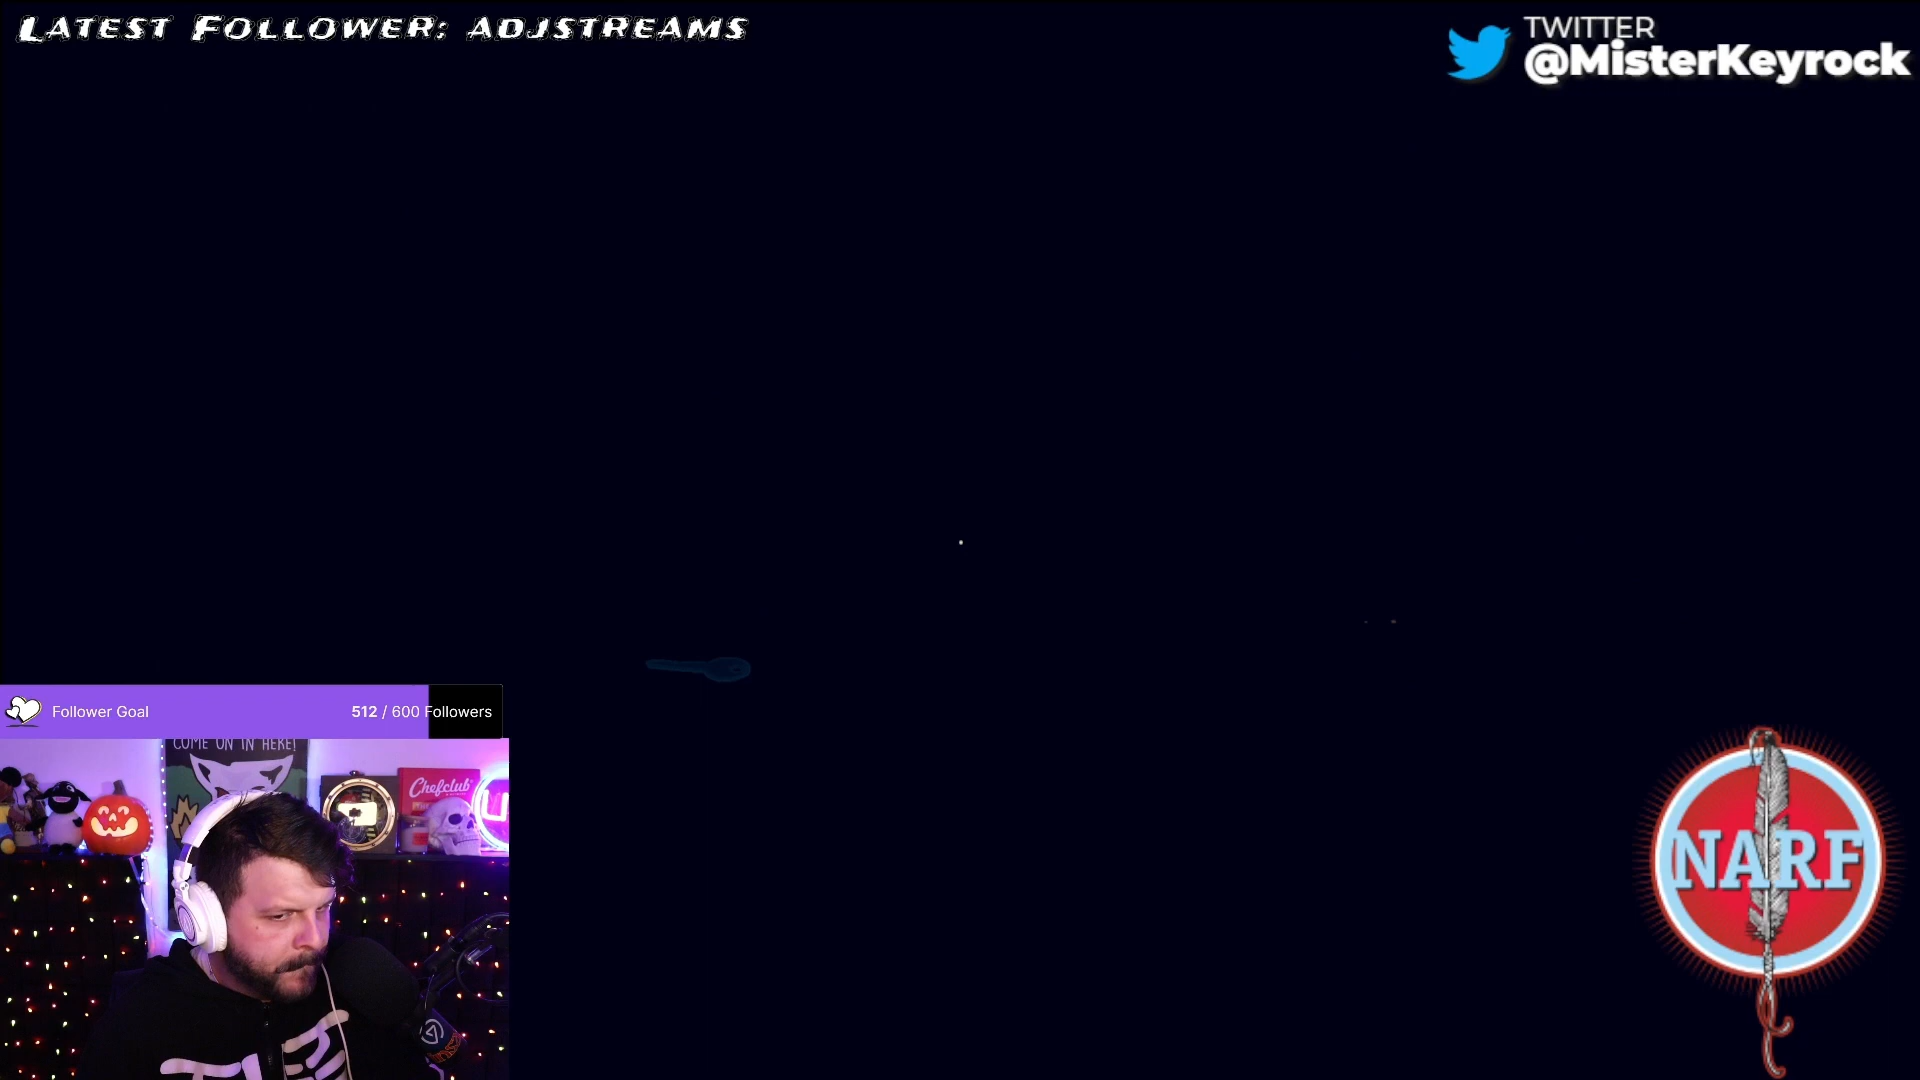 LATEST FOLLOWER: ADJSTREAMS
TWITTER
@MisterKeyrock
Follower Goal
512 / 600 Followers
COME ON IN HERE!
Chefclub
NARF